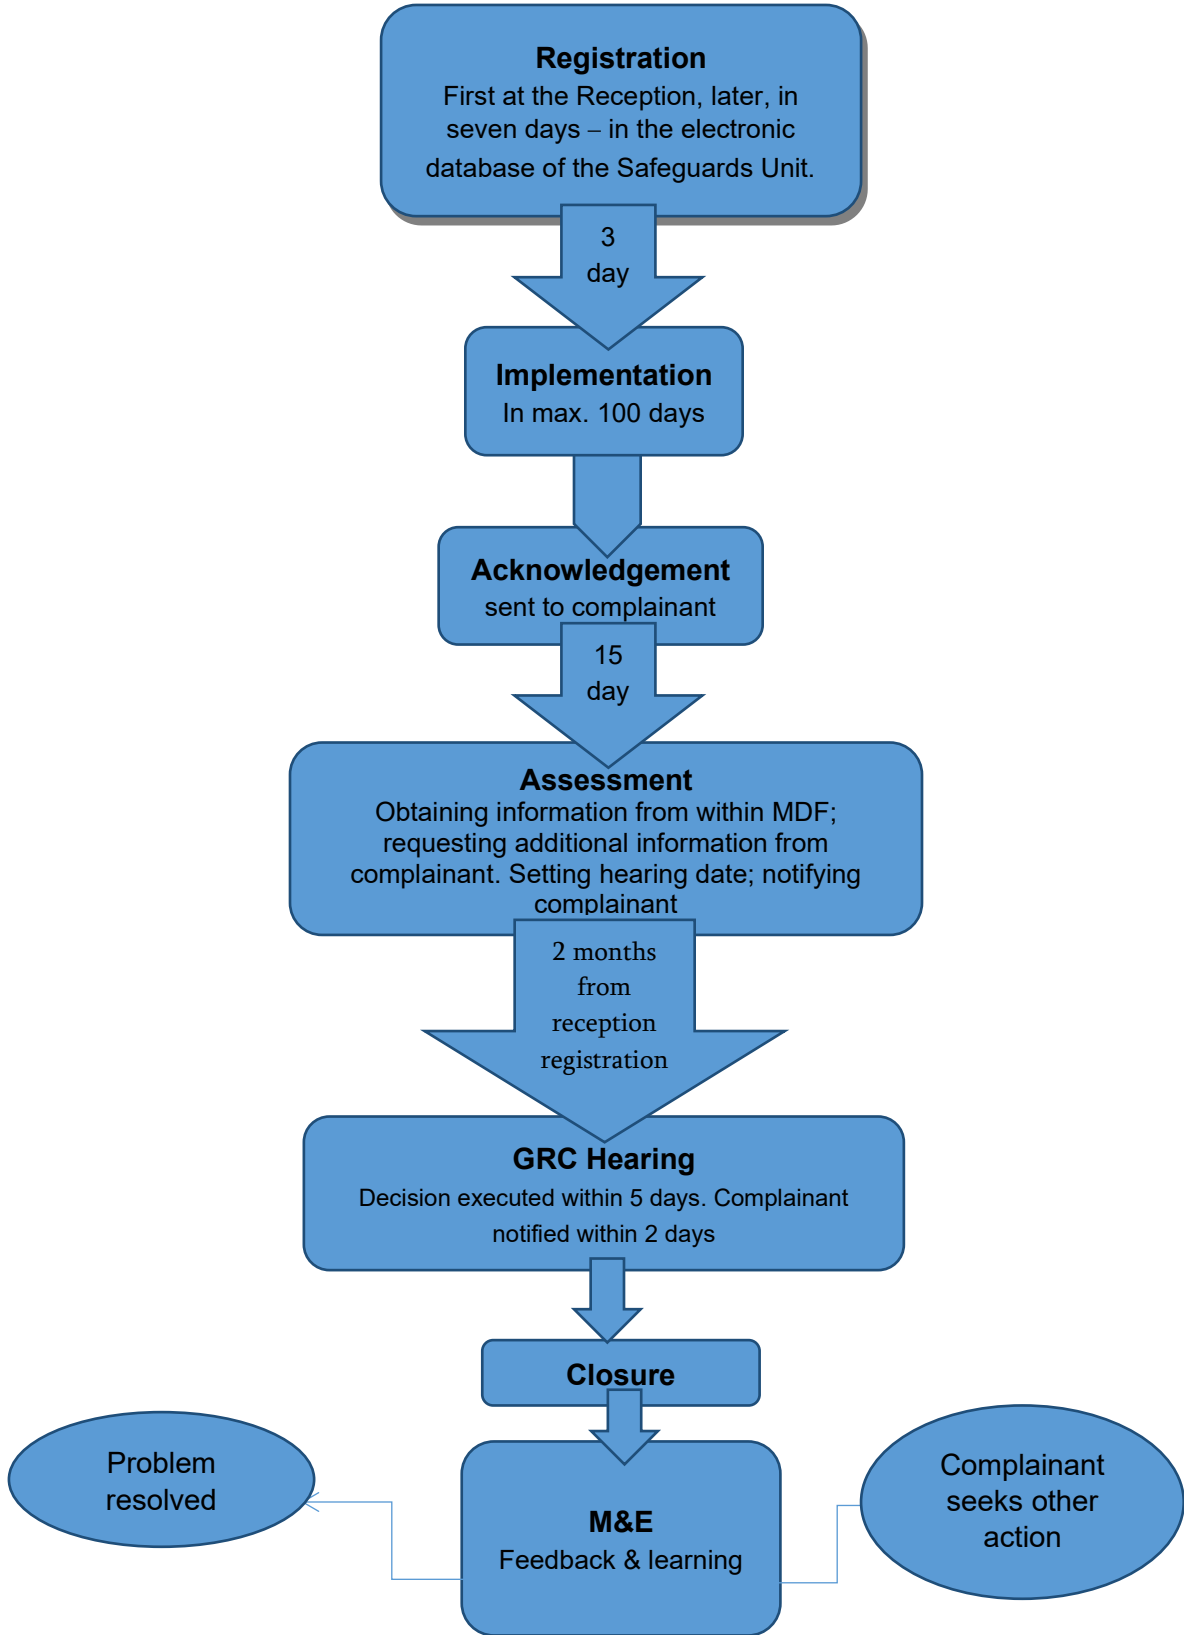 Registration
First at the Reception, later, in
seven days – in the electronic
database of the Safeguards Unit.
3
day
Implementation
In max. 100 days
Acknowledgement
sent to complainant
15
day
Assessment
Obtaining information from within MDF;
requesting additional information from
complainant. Setting hearing date; notifying
complainant
2 months
from
reception
registration
GRC Hearing
Decision executed within 5 days. Complainant
notified within 2 days
Closure
Problem
resolved
M&E
Feedback & learning
Complainant
seeks other
action